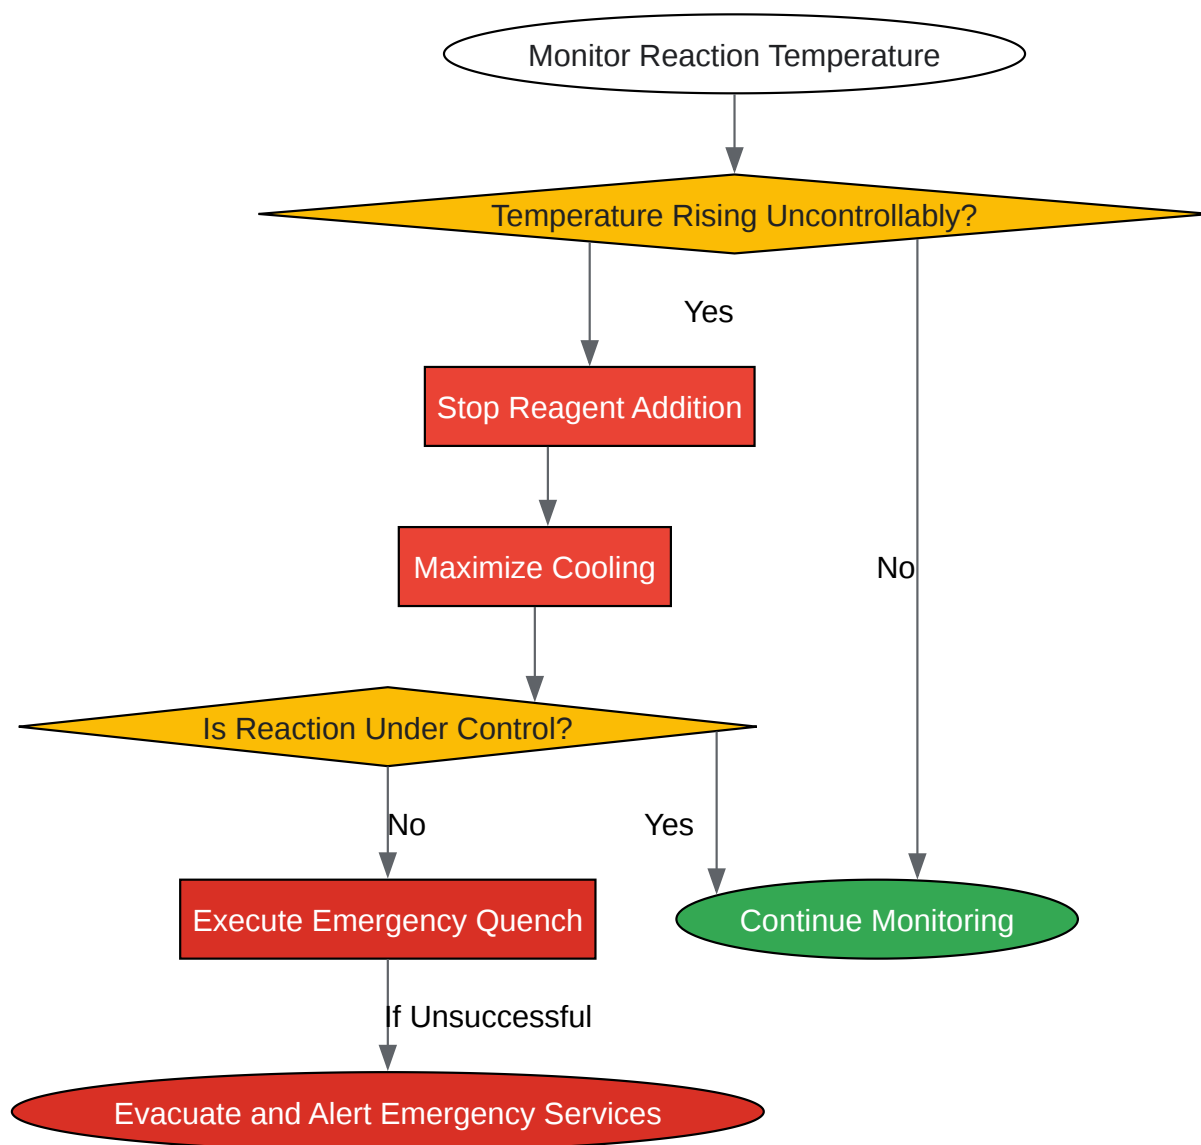 Monitor Reaction Temperature
Temperature Rising Uncontrollably?
Yes
Stop Reagent Addition
Maximize Cooling
No
Is Reaction Under Control?
No
Yes
Execute Emergency Quench
Continue Monitoring
If Unsuccessful
Evacuate and Alert Emergency Services